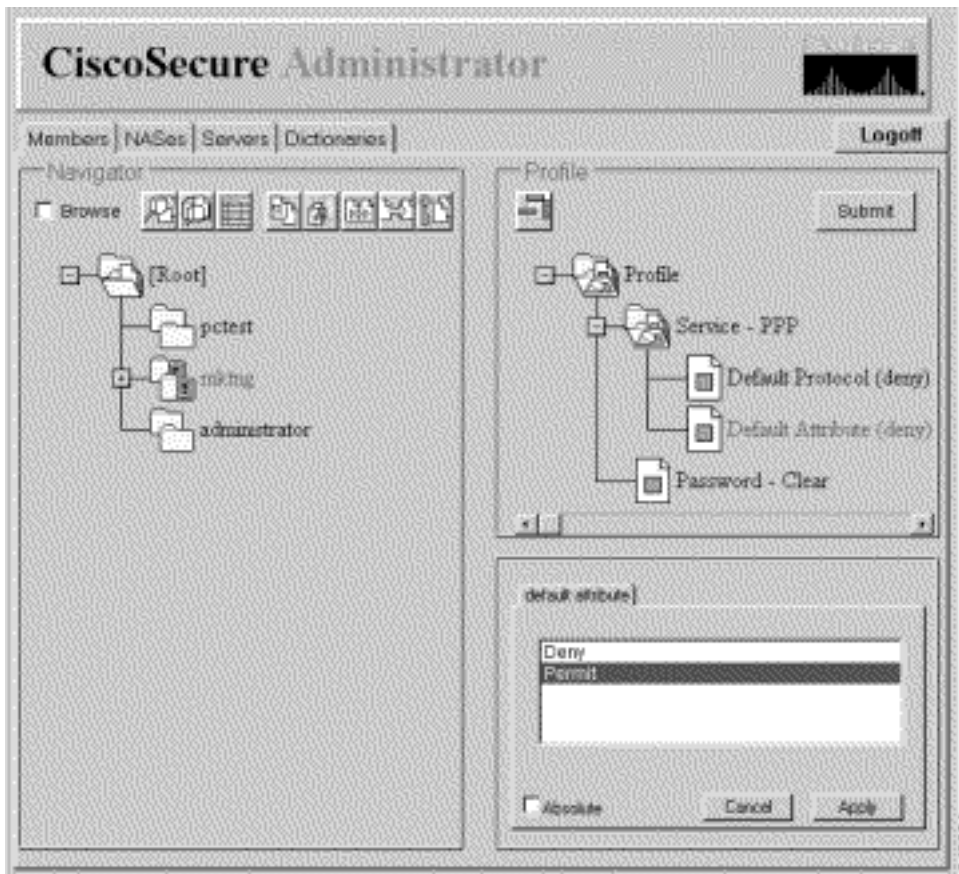 CiscoSecure Administrator
Members NASes Servers Dictionaries
Logoff
Navigator
Browse
[Root]
pctest
mktng
administrator
Profile
Submit
Profile
Service - PPP
Default Protocol (deny)
Default Attribute (deny)
Password - Clear
default attribute
Deny
Permit
Absolute
Cancel
Apply